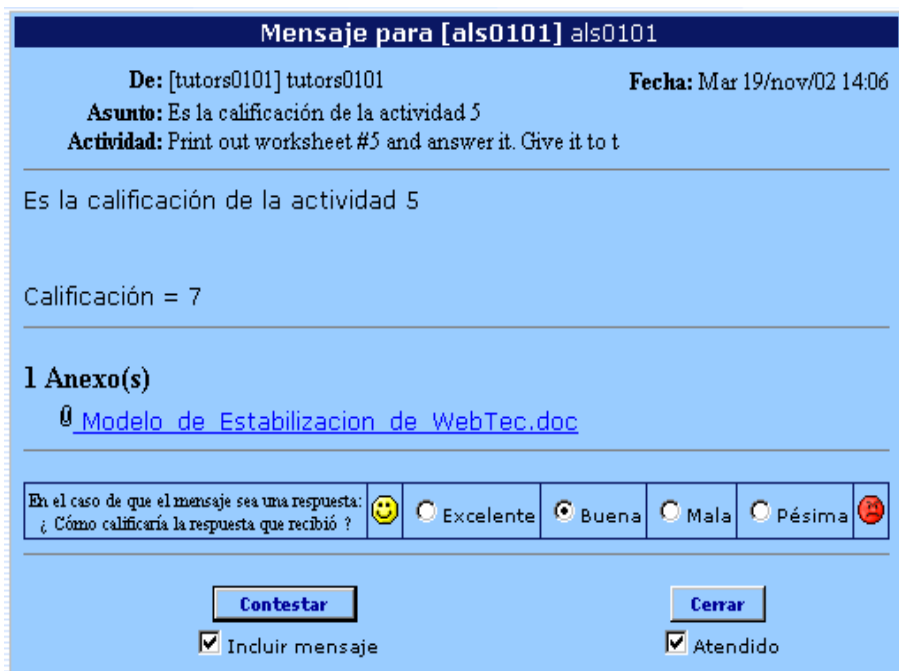 Mensaje para [als0101] als0101
De: [tutors0101] tutors0101 Fecha: Mar 19/nov/02 14:06
Asunto: Es la calificación de la actividad 5
Actividad: Print out worksheet #5 and answer it. Give it to t
Es la calificación de la actividad 5
Calificación = 7
1 Anexo(s)
Modelo de Estabilizacion de WebTec.doc
En el caso de que el mensaje sea una respuesta:
¿ Cómo calificaría la respuesta que recibió ?
Excelente Buena Mala Pésima
Contestar Cerrar
Incluir mensaje Atendido